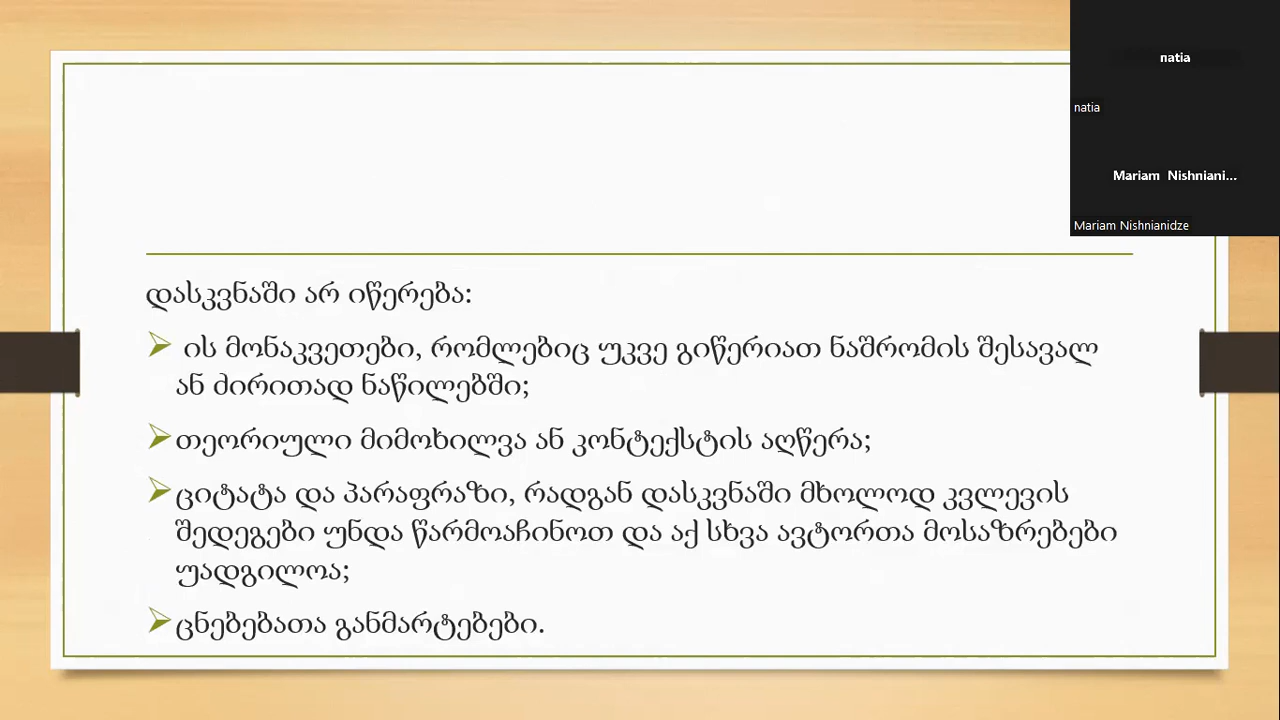 natia
natia
Mariam Nishniani...
Mariam Nishnianidze
დასკვნაში არ იწერება:
ის მონაკვეთები, რომლებიც უკვე გიწერიათ ნაშრომის შესავალ
ან ძირითად ნაწილებში;
თეორიული მიმოხილვა ან კონტექსტის აღწერა;
ციტატა და პარაფრაზი, რადგან დასკვნაში მხოლოდ კვლევის
შედეგები უნდა წარმოაჩინოთ და აქ სხვა ავტორთა მოსაზრებები
უადგილოა;
ცნებებათა განმარტებები.